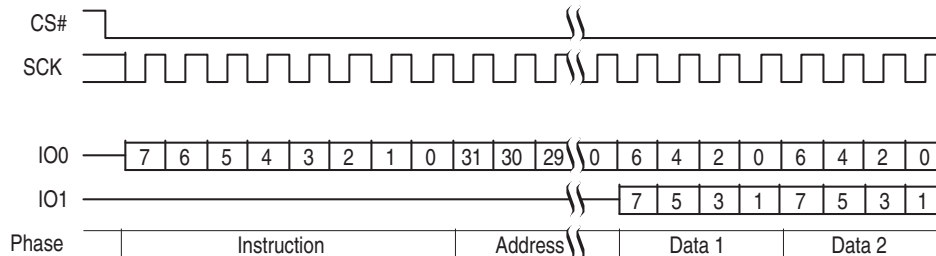 CS#
SCK
IO0 7 6 5 4 3 2 1 0 31 30 29 0 6 4 2 0 6 4 2 0
IO1 7 5 3 1 7 5 3 1
Phase Instruction Address Data 1 Data 2